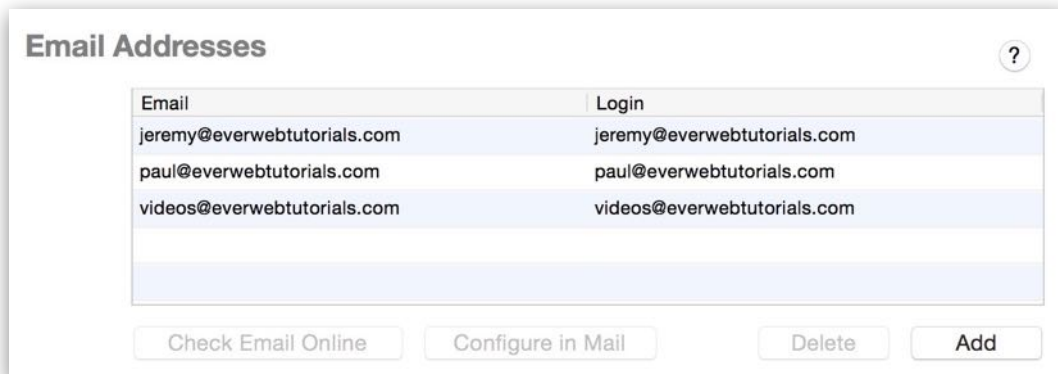 Email Addresses
?
Email Login
jeremy@everwebtutorials.com jeremy@everwebtutorials.com
paul@everwebtutorials.com paul@everwebtutorials.com
videos@everwebtutorials.com videos@everwebtutorials.com
Check Email Online Configure in Mail Delete Add